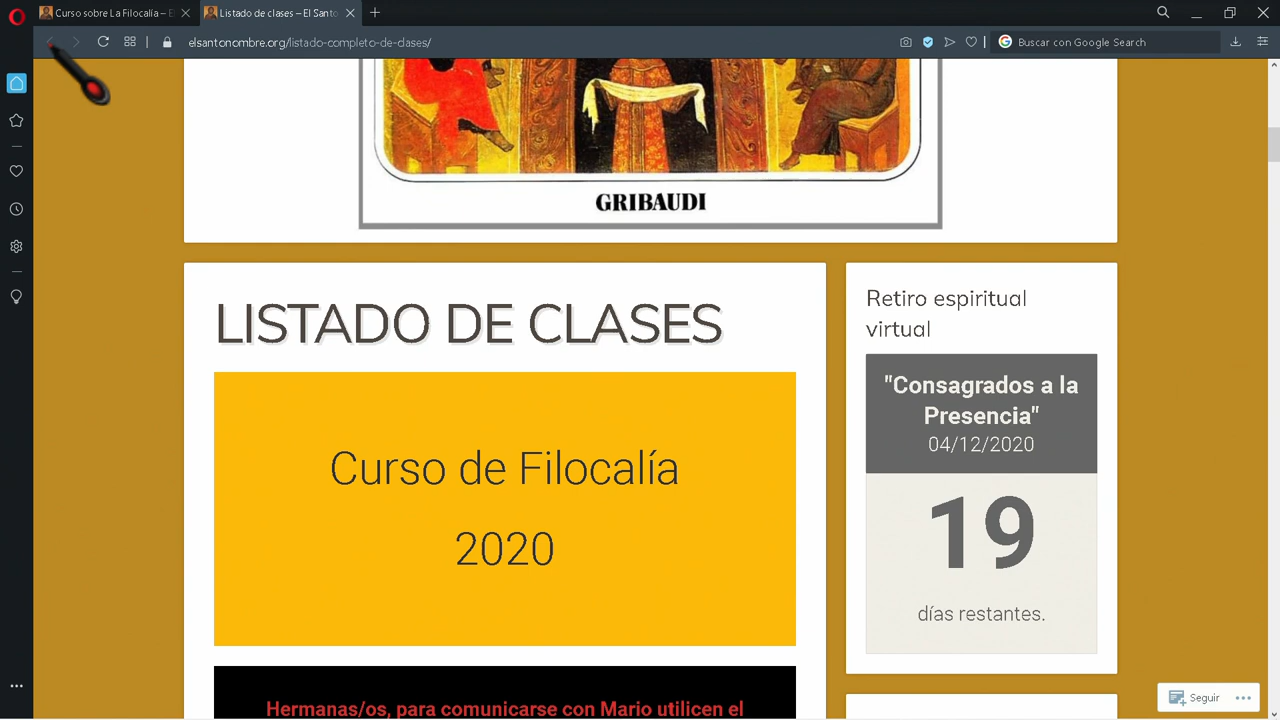 Curso sobre La Filocalía – E
Listado de clases – El Santo
elsantonombre.org/listado-completo-de-clases/
Buscar con Google Search
GRIBAUDI
LISTADO DE CLASES
Curso de Filocalía
2020
Hermanas/os, para comunicarse con Mario utilicen el
Retiro espiritual
virtual
"Consagrados a la
Presencia"
04/12/2020
19
días restantes.
Seguir